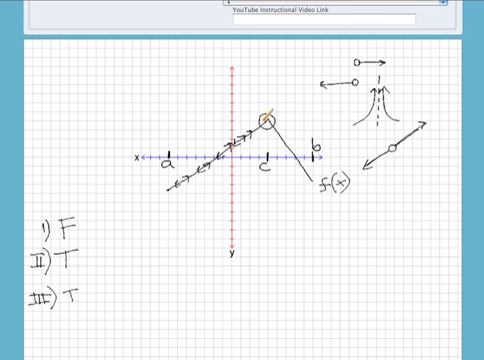 YouTube Instructional Video Link
x
a
c
b
f(x)
y
I) F
II) T
III) T